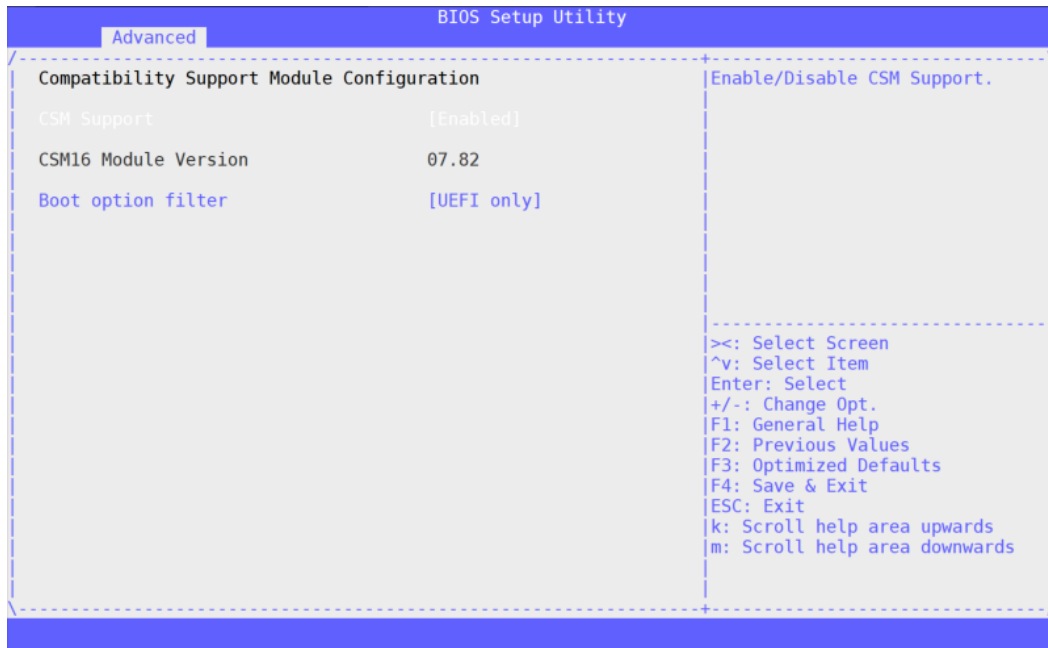 BIOS Setup Utility
Advanced
Compatibility Support Module Configuration
CSM Support [Enabled]
CSM16 Module Version 07.82
Boot option filter [UEFI only]
Enable/Disable CSM Support.
><: Select Screen
^v: Select Item
Enter: Select
+/-: Change Opt.
F1: General Help
F2: Previous Values
F3: Optimized Defaults
F4: Save & Exit
ESC: Exit
k: Scroll help area upwards
m: Scroll help area downwards